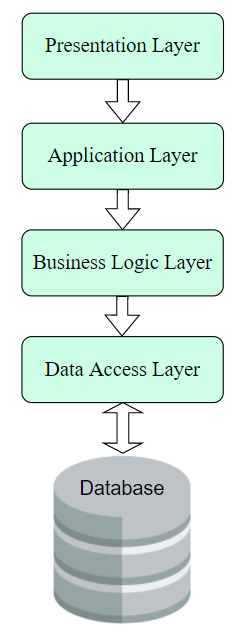 Presentation Layer
Application Layer
Business Logic Layer
Data Access Layer
Database